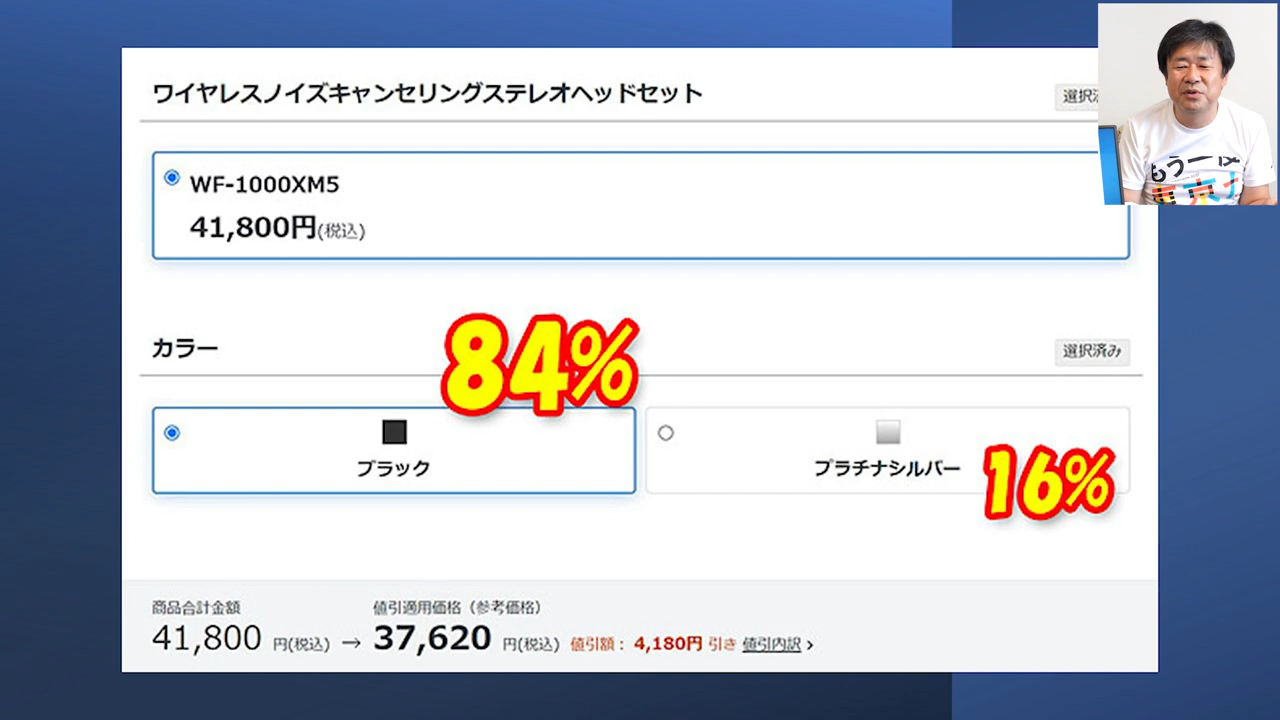 ワイヤレスノイズキャンセリングステレオヘッドセット
選択済
WF-1000XM5
41,800円(税込)
もう一度
カラー
84%
選択済み
ブラック
プラチナシルバー
16%
商品合計金額
値引適用価格（参考価格）
41,800 円(税込) → 37,620 円(税込) 値引額： 4,180円 引き 値引内訳 ›